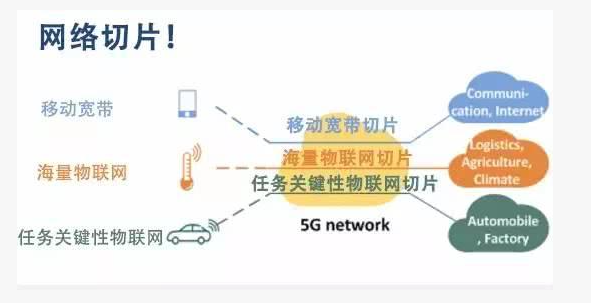 网络切片！
移动宽带
海量物联网
任务关键性物联网
移动宽带切片
海量物联网切片
任务关键性物联网切片
5G network
Communi-
cation, Internet
Logistics,
Agriculture,
Climate
Automobile
, Factory